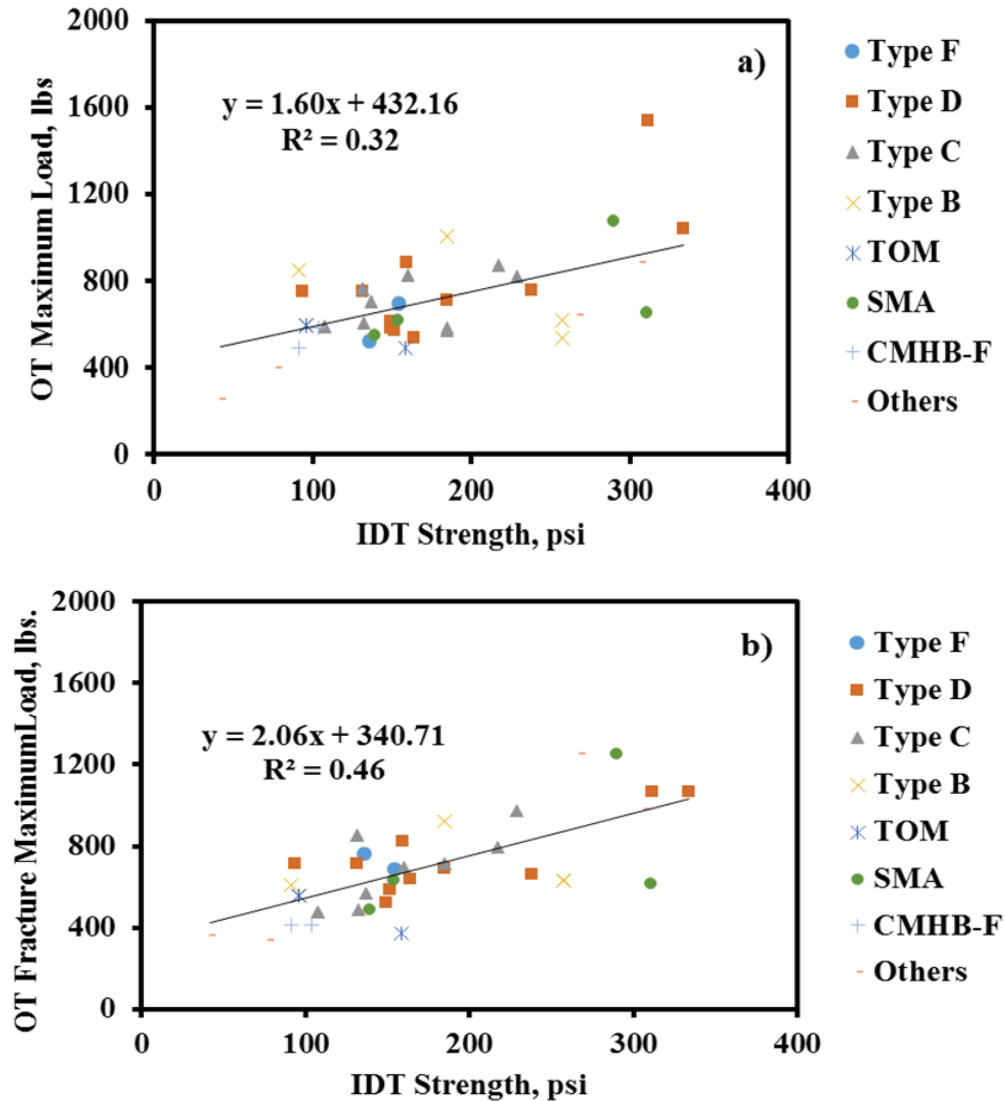 2000
1600
1200
800
400
0
OT Maximum Load, lbs
a)
y = 1.60x + 432.16
R² = 0.32
0 100 200 300 400
IDT Strength, psi
Type F
Type D
Type C
Type B
TOM
SMA
CMHB-F
Others
2000
1600
1200
800
400
0
OT Fracture MaximumLoad, lbs.
b)
y = 2.06x + 340.71
R² = 0.46
0 100 200 300 400
IDT Strength, psi
Type F
Type D
Type C
Type B
TOM
SMA
CMHB-F
Others